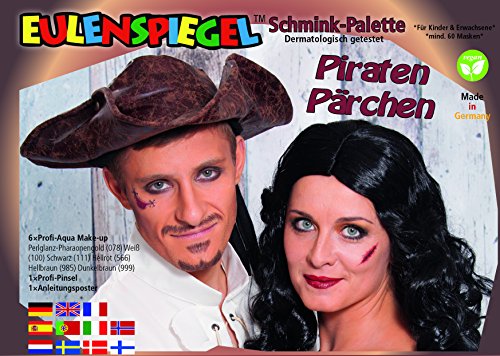 EULENSPIEGEL™ Schmink-Palette
Dermatologisch getestet
*Für Kinder & Erwachsene*
*mind. 60 Masken*
vegan
Piraten
Pärchen
Made
in
Germany
6×Profi-Aqua Make-up
Perlglanz-Pharaonengold (078) Weiß
(100) Schwarz (111) Hellrot (566)
Hellbraun (985) Dunkelbraun (999)
1×Profi-Pinsel
1×Anleitungsposter